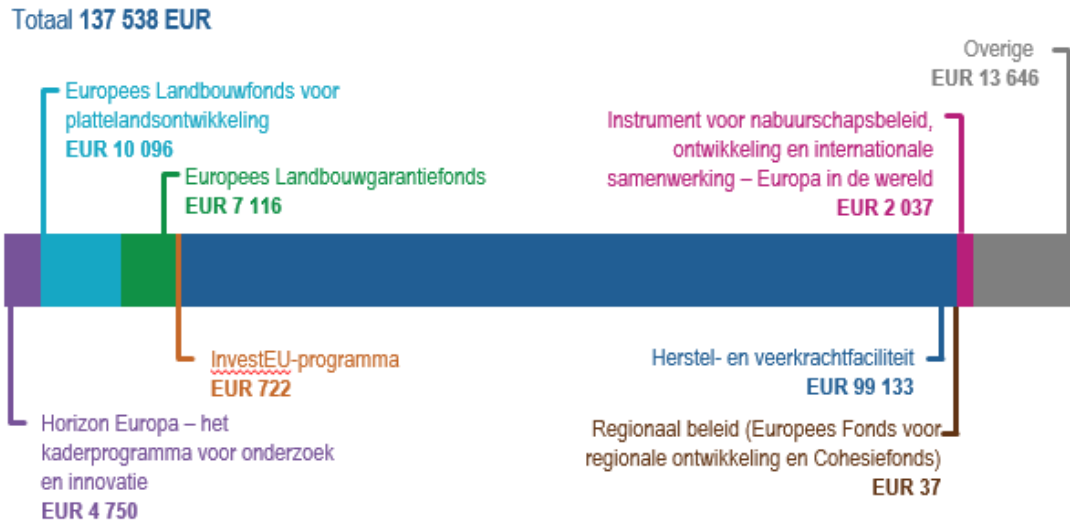 Totaal 137 538 EUR
Overige
EUR 13 646
Europees Landbouwfonds voor
plattelandsontwikkeling
EUR 10 096
Instrument voor nabuurschapsbeleid,
ontwikkeling en internationale
samenwerking – Europa in de wereld
EUR 2 037
Europees Landbouwgarantiefonds
EUR 7 116
InvestEU-programma
EUR 722
Herstel- en veerkrachtfaciliteit
EUR 99 133
Horizon Europa – het
kaderprogramma voor onderzoek
en innovatie
EUR 4 750
Regionaal beleid (Europees Fonds voor
regionale ontwikkeling en Cohesiefonds)
EUR 37